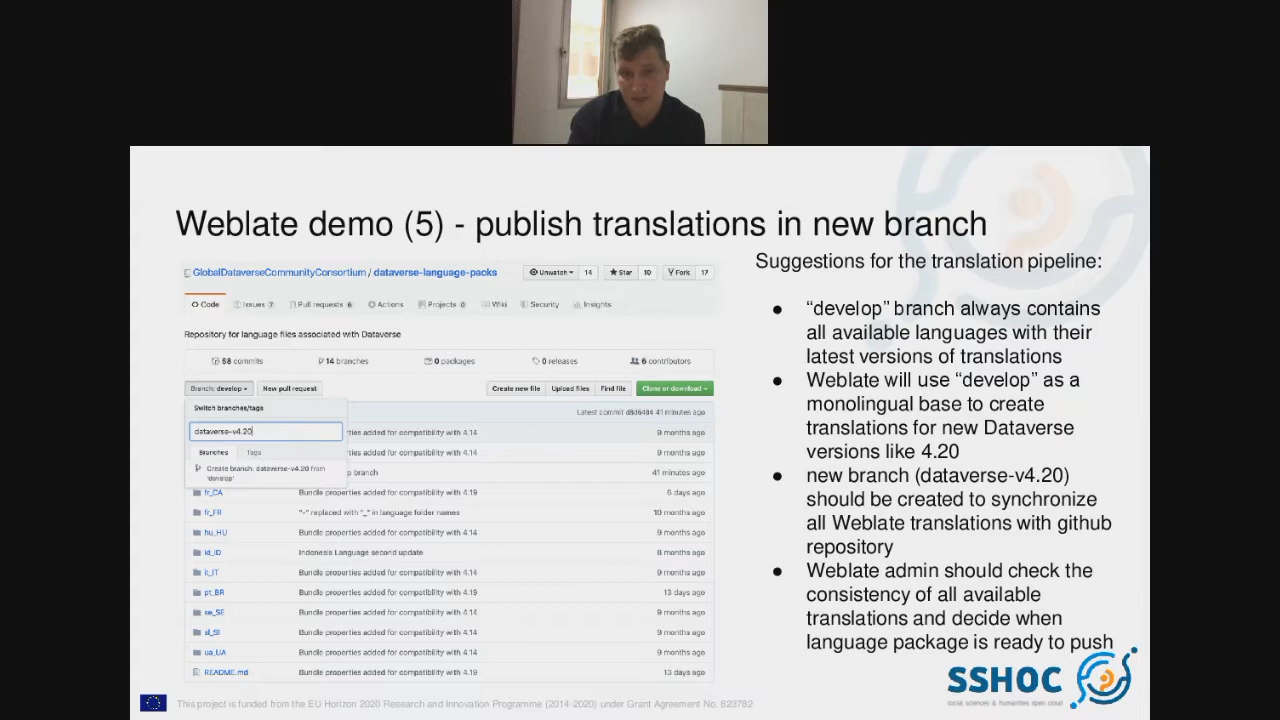 Weblate demo (5) - publish translations in new branch
GlobalDataverseCommunityConsortium / dataverse-language-packs
Unwatch 14 Star 10 Fork 17
Code Issues 7 Pull requests 6 Actions Projects 0 Wiki Security Insights
Repository for language files associated with Dataverse
58 commits 14 branches 0 packages 0 releases 6 contributors
Branch: develop New pull request Create new file Upload files Find file Clone or download
Switch branches/tags
Latest commit d8d6484 41 minutes ago
dataverse-v4.20
rties added for compatibility with 4.14 9 months ago
Branches Tags
rties added for compatibility with 4.14 9 months ago
Create branch: dataverse-v4.20 from
'develop'
p branch 41 minutes ago
fr_CA Bundle properties added for compatibility with 4.19 6 days ago
fr_FR "-" replaced with "_" in language folder names 10 months ago
hu_HU Bundle properties added for compatibility with 4.14 9 months ago
id_ID Indonesia Language second update 8 months ago
it_IT Bundle properties added for compatibility with 4.14 9 months ago
pt_BR Bundle properties added for compatibility with 4.19 13 days ago
se_SE Bundle properties added for compatibility with 4.14 9 months ago
sl_SI Bundle properties added for compatibility with 4.14 9 months ago
ua_UA Bundle properties added for compatibility with 4.14 9 months ago
README.md Bundle properties added for compatibility with 4.19 13 days ago
Suggestions for the translation pipeline:
● “develop” branch always contains
all available languages with their
latest versions of translations
● Weblate will use “develop” as a
monolingual base to create
translations for new Dataverse
versions like 4.20
● new branch (dataverse-v4.20)
should be created to synchronize
all Weblate translations with github
repository
● Weblate admin should check the
consistency of all available
translations and decide when
language package is ready to push
SSHOC
social sciences & humanities open cloud
This project is funded from the EU Horizon 2020 Research and Innovation Programme (2014-2020) under Grant Agreement No. 823782